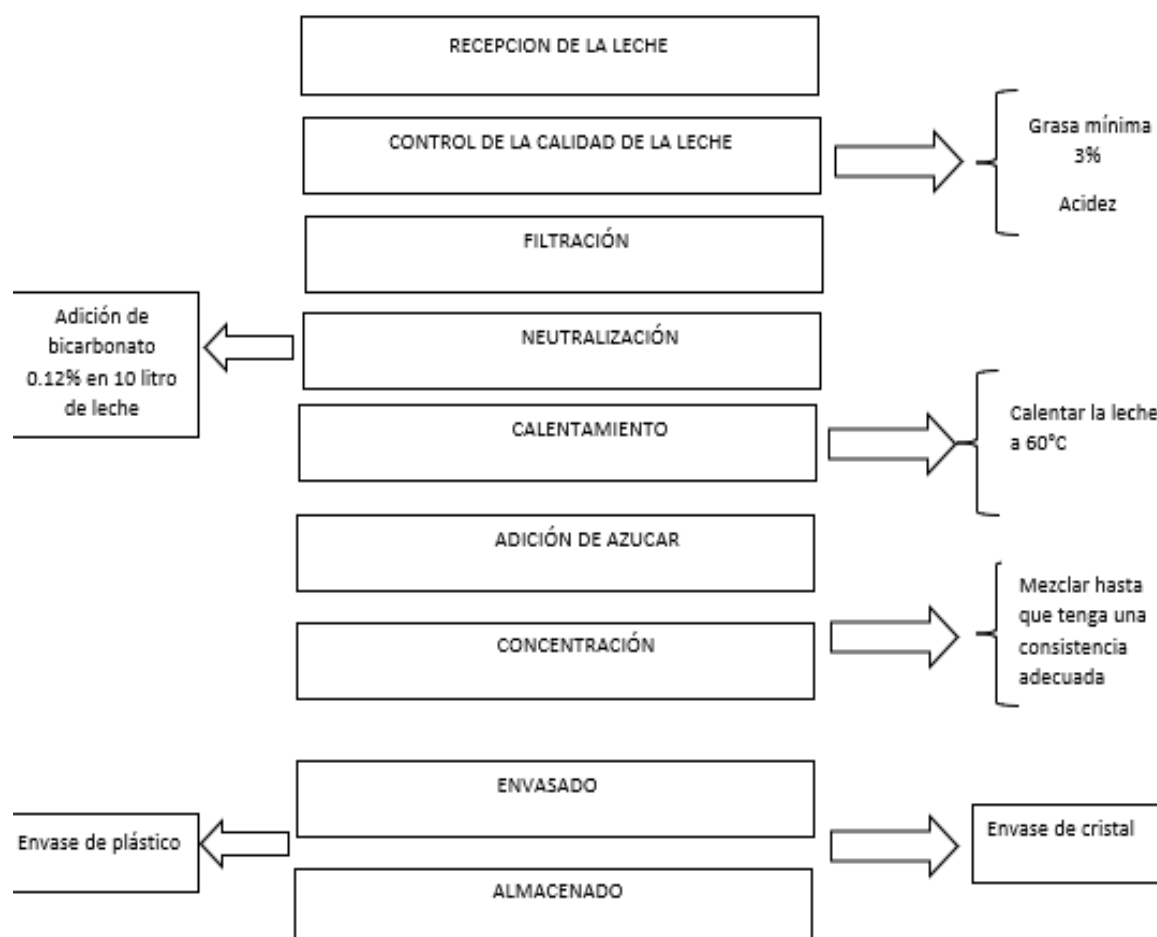 RECEPCION DE LA LECHE
CONTROL DE LA CALIDAD DE LA LECHE
Grasa mínima
3%
Acidez
FILTRACIÓN
NEUTRALIZACIÓN
Adición de
bicarbonato
0.12% en 10 litro
de leche
CALENTAMIENTO
Calentar la leche
a 60°C
ADICIÓN DE AZUCAR
CONCENTRACIÓN
Mezclar hasta
que tenga una
consistencia
adecuada
ENVASADO
Envase de plástico
Envase de cristal
ALMACENADO